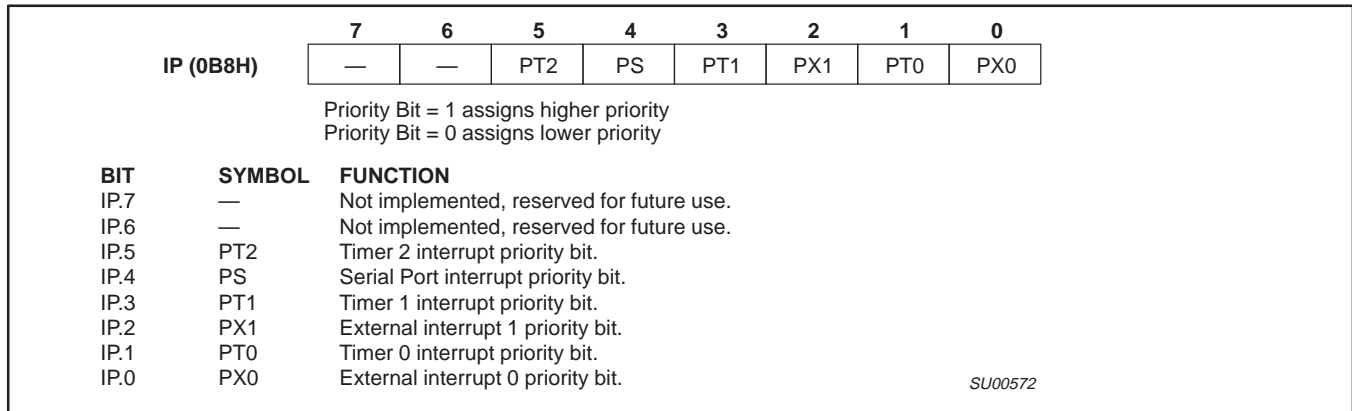 7 6 5 4 3 2 1 0
IP (0B8H) — — PT2 PS PT1 PX1 PT0 PX0
Priority Bit = 1 assigns higher priority
Priority Bit = 0 assigns lower priority
BIT SYMBOL FUNCTION
IP.7 — Not implemented, reserved for future use.
IP.6 — Not implemented, reserved for future use.
IP.5 PT2 Timer 2 interrupt priority bit.
IP.4 PS Serial Port interrupt priority bit.
IP.3 PT1 Timer 1 interrupt priority bit.
IP.2 PX1 External interrupt 1 priority bit.
IP.1 PT0 Timer 0 interrupt priority bit.
IP.0 PX0 External interrupt 0 priority bit.
SU00572